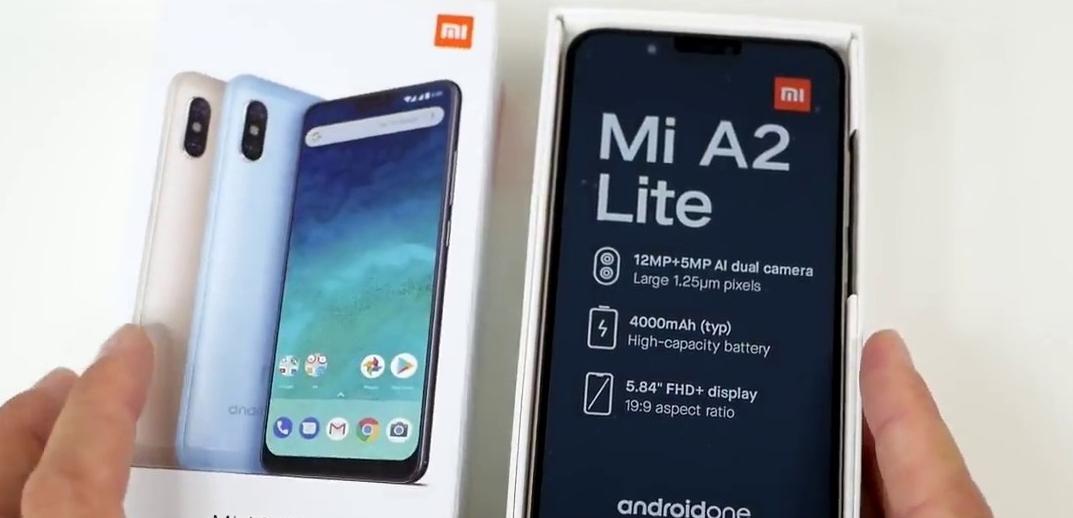 mi
mi
Mi A2
Lite
12MP+5MP AI dual camera
Large 1.25μm pixels
4000mAh (typ)
High-capacity battery
5.84" FHD+ display
19:9 aspect ratio
androidone